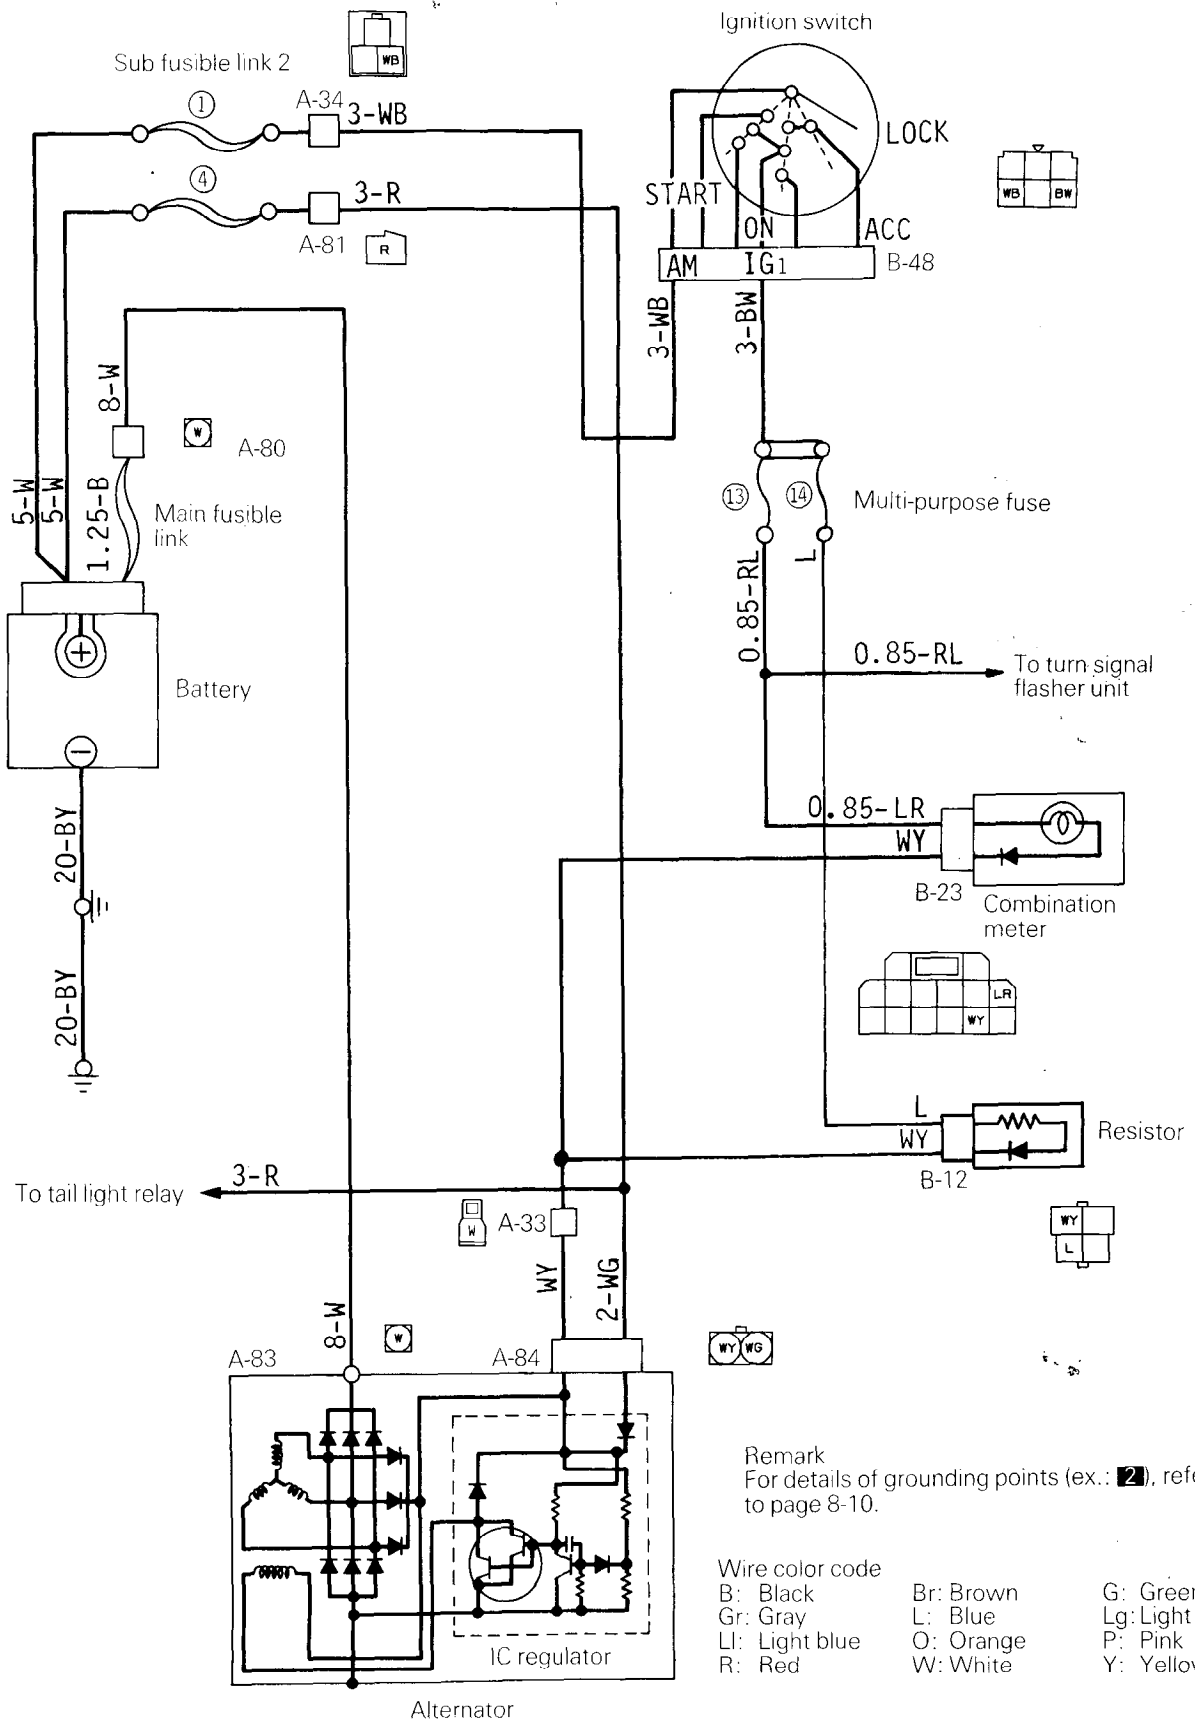 Ignition switch
WB
Sub fusible link 2
1
A-34
3-WB
LOCK
4
3-R
START
WB BW
A-81
R
ON
ACC
AM IG1
B-48
3-WB
3-BW
8-W
W
A-80
5-W
5-W
1.25-B
Main fusible
link
13
14
Multi-purpose fuse
L
0.85-RL
0.85-RL
To turn signal
flasher unit
+
Battery
−
20-BY
0.85-LR
WY
B-23
Combination
meter
20-BY
LR
WY
L
WY
Resistor
B-12
3-R
To tail light relay
W
A-33
WY
L
WY
2-WG
8-W
W
WY WG
A-83
A-84
Remark
For details of grounding points (ex.: 2), refe
to page 8-10.
IC regulator
Alternator
Wire color code
B: Black Br: Brown G: Green
Gr: Gray L: Blue Lg: Light
Ll: Light blue O: Orange P: Pink
R: Red W: White Y: Yellow